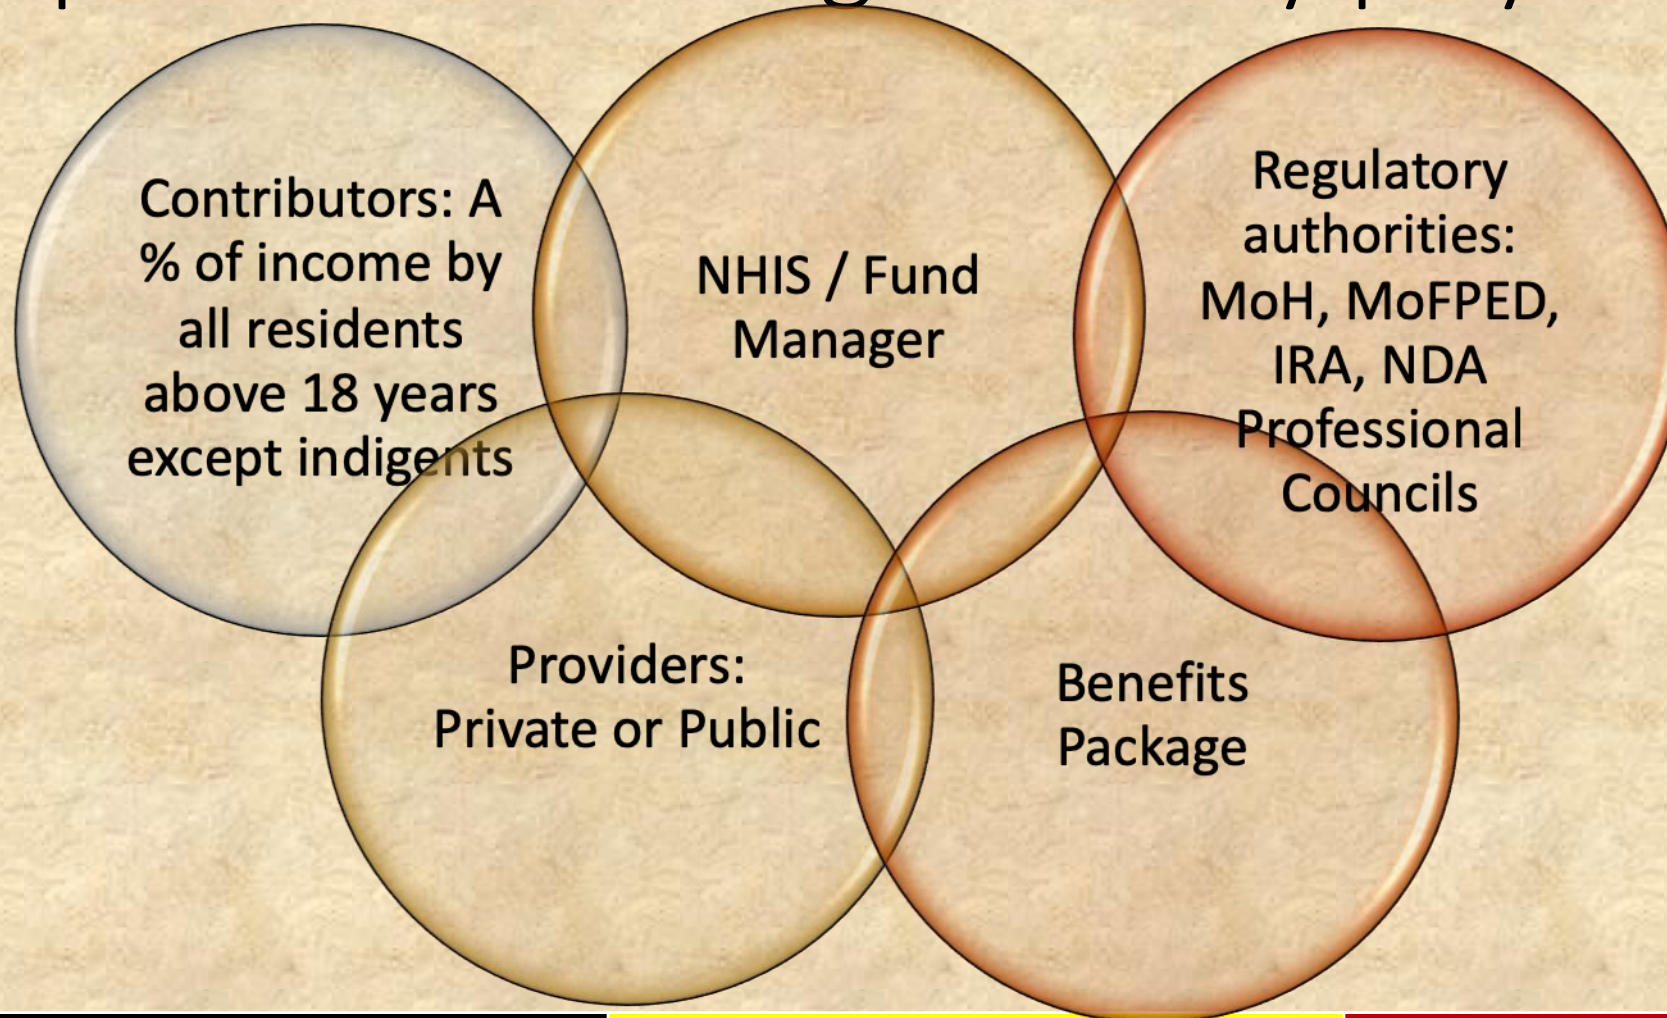 Contributors: A
% of income by
all residents
above 18 years
except indigents
NHIS / Fund
Manager
Regulatory
authorities:
MoH, MoFPED,
IRA, NDA
Professional
Councils
Providers:
Private or Public
Benefits
Package